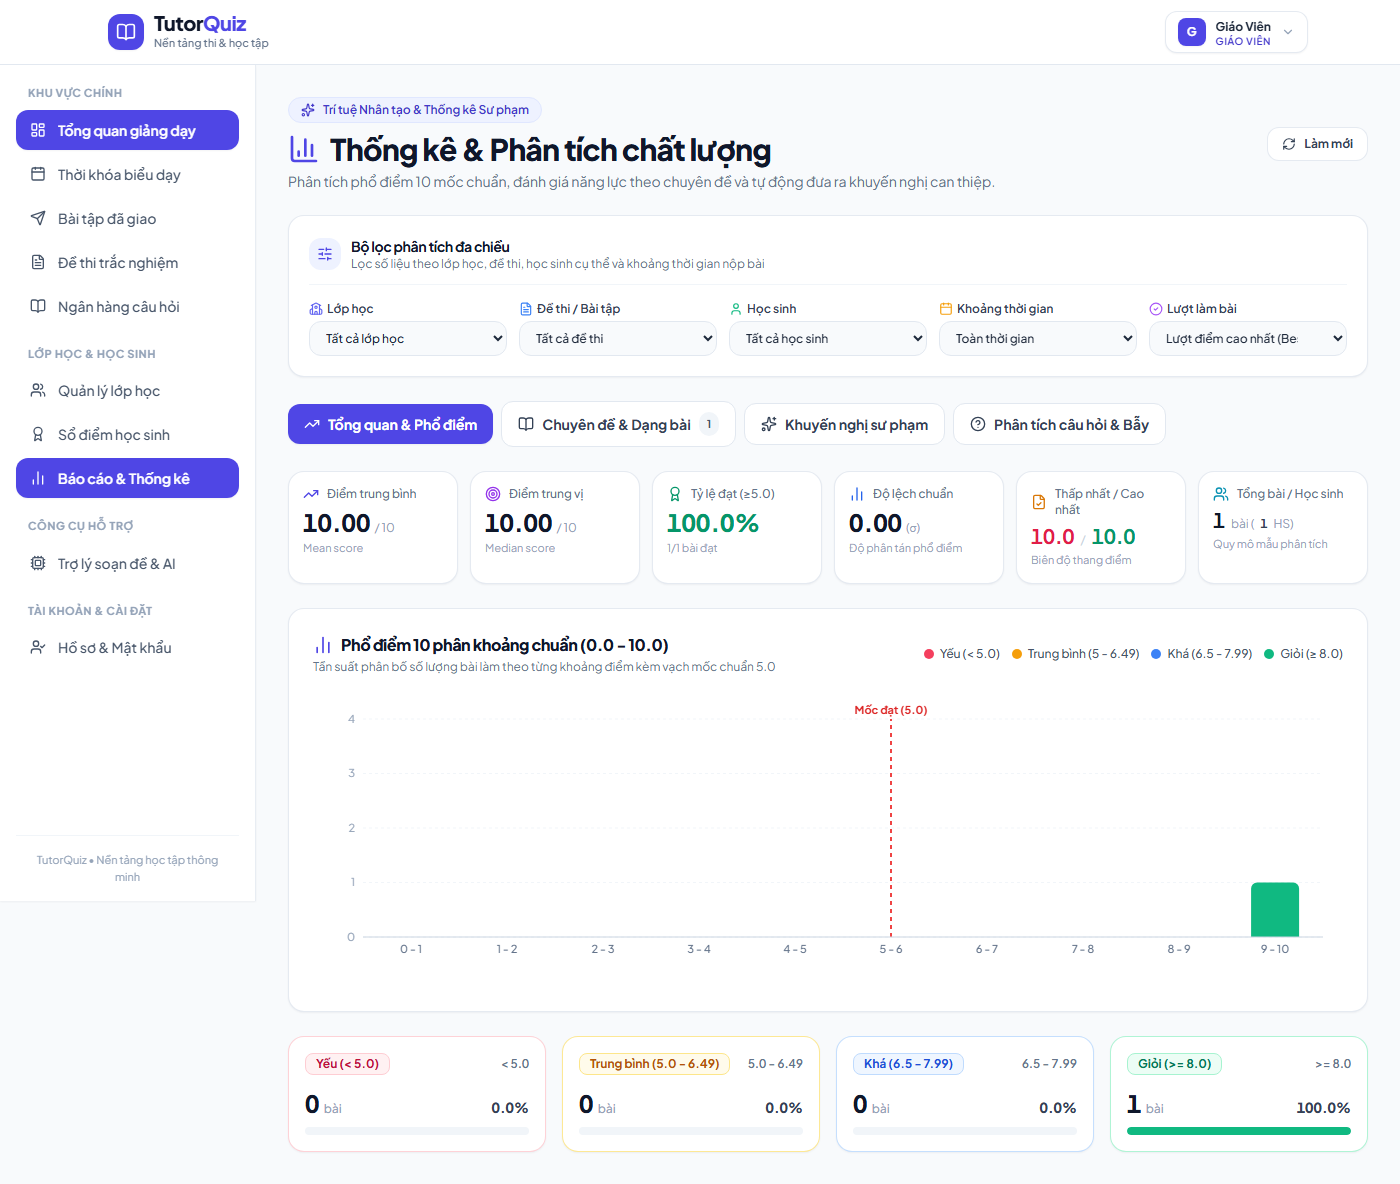 TutorQuiz
Nền tảng thi & học tập
G
Giáo Viên
GIÁO VIÊN
KHU VỰC CHÍNH
Tổng quan giảng dạy
Thời khóa biểu dạy
Bài tập đã giao
Đề thi trắc nghiệm
Ngân hàng câu hỏi
LỚP HỌC & HỌC SINH
Quản lý lớp học
Sổ điểm học sinh
Báo cáo & Thống kê
CÔNG CỤ HỖ TRỢ
Trợ lý soạn đề & AI
TÀI KHOẢN & CÀI ĐẶT
Hồ sơ & Mật khẩu
TutorQuiz • Nền tảng học tập thông
minh
Trí tuệ Nhân tạo & Thống kê Sư phạm
Thống kê & Phân tích chất lượng
Phân tích phổ điểm 10 mốc chuẩn, đánh giá năng lực theo chuyên đề và tự động đưa ra khuyến nghị can thiệp.
Làm mới
Bộ lọc phân tích đa chiều
Lọc số liệu theo lớp học, đề thi, học sinh cụ thể và khoảng thời gian nộp bài
Lớp học
Đề thi / Bài tập
Học sinh
Khoảng thời gian
Lượt làm bài
Tất cả lớp học
Tất cả đề thi
Tất cả học sinh
Toàn thời gian
Lượt điểm cao nhất (Be
Tổng quan & Phổ điểm
Chuyên đề & Dạng bài 1
Khuyến nghị sư phạm
Phân tích câu hỏi & Bẫy
Điểm trung bình
10.00 / 10
Mean score
Điểm trung vị
10.00 / 10
Median score
Tỷ lệ đạt (≥5.0)
100.0%
1/1 bài đạt
Độ lệch chuẩn
0.00 (σ)
Độ phân tán phổ điểm
Thấp nhất / Cao
nhất
10.0 / 10.0
Biên độ thang điểm
Tổng bài / Học sinh
1 bài ( 1 HS)
Quy mô mẫu phân tích
Phổ điểm 10 phân khoảng chuẩn (0.0 - 10.0)
Tần suất phân bố số lượng bài làm theo từng khoảng điểm kèm vạch mốc chuẩn 5.0
Yếu (< 5.0)
Trung bình (5 - 6.49)
Khá (6.5 - 7.99)
Giỏi (≥ 8.0)
Mốc đạt (5.0)
4
3
2
1
0
0 - 1
1 - 2
2 - 3
3 - 4
4 - 5
5 - 6
6 - 7
7 - 8
8 - 9
9 - 10
Yếu (< 5.0)
< 5.0
0 bài
0.0%
Trung bình (5.0 - 6.49)
5.0 - 6.49
0 bài
0.0%
Khá (6.5 - 7.99)
6.5 - 7.99
0 bài
0.0%
Giỏi (>= 8.0)
>= 8.0
1 bài
100.0%